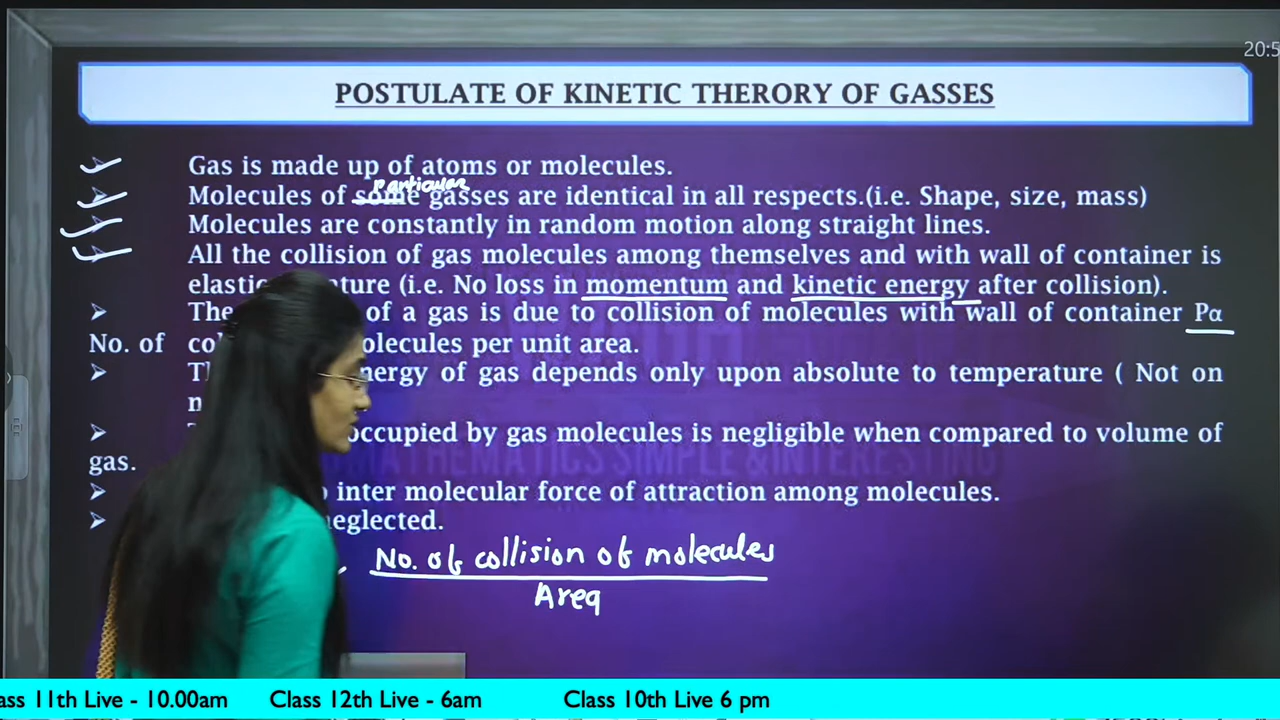 20:5
POSTULATE OF KINETIC THERORY OF GASSES
Gas is made up of atoms or molecules.
particular
Molecules of some gasses are identical in all respects.(i.e. Shape, size, mass)
Molecules are constantly in random motion along straight lines.
All the collision of gas molecules among themselves and with wall of container is
(i.e. No loss in momentum and kinetic energy after collision).
The of a gas is due to collision of molecules with wall of container Pα
No. of molecules per unit area.
of gas depends only upon absolute to temperature ( Not on
occupied by gas molecules is negligible when compared to volume of
gas.
MATHEMATICS SIMPLE & INTERESTING
inter molecular force of attraction among molecules.
neglected.
No. of collision of molecules
Area
ass 11th Live - 10.00am Class 12th Live - 6am Class 10th Live 6 pm